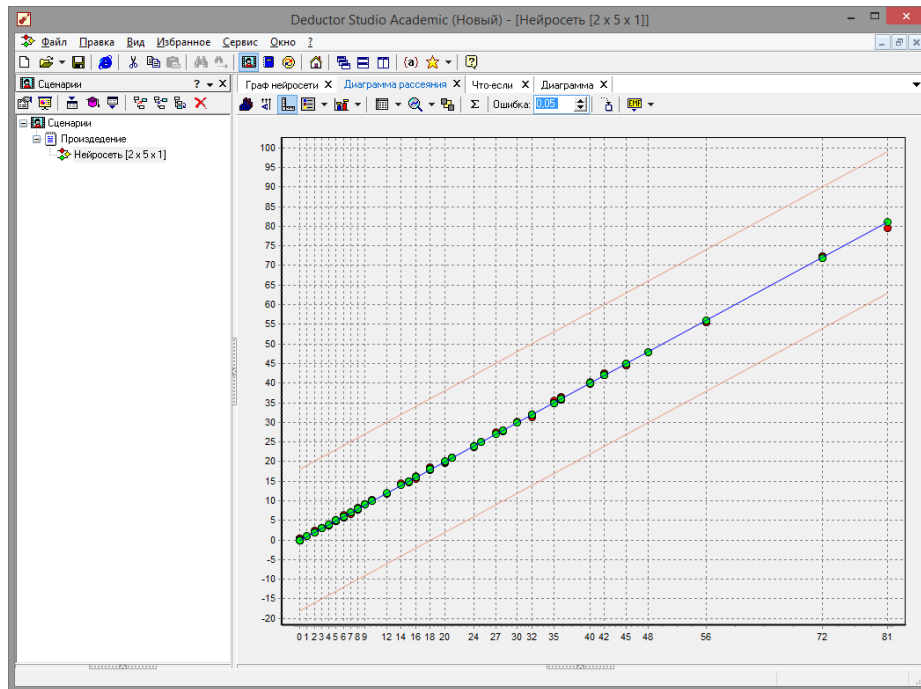 Deductor Studio Academic (Новый) - [Нейросеть [2 x 5 x 1]]
Файл Правка Вид Избранное Сервис Окно ?
Сценарии
Сценарии
Произведение
Нейросеть [2 x 5 x 1]
Граф нейросети X Диаграмма рассеяния X Что-если X Диаграмма X
Σ Ошибка: 0.05 EMF
100
95
90
85
80
75
70
65
60
55
50
45
40
35
30
25
20
15
10
5
0
-5
-10
-15
-20
0 1 2 3 4 5 6 7 8 9 12 14 16 18 20 24 27 30 32 35 40 42 45 48 56 72 81